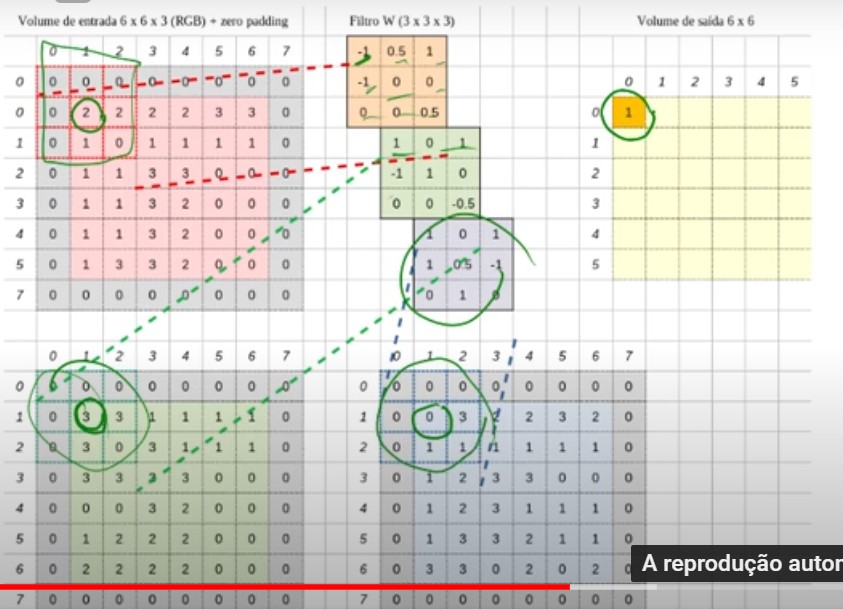 Volume de entrada 6 x 6 x 3 (RGB) + zero padding
0 1 2 3 4 5 6 7
0 0 0 0 0 0 0 0 0
0 0 2 2 2 2 3 3 0
1 0 1 0 1 1 1 1 0
2 0 1 1 3 3 0 0 0
3 0 1 1 3 2 0 0 0
4 0 1 1 3 2 0 0 0
5 0 1 3 3 2 0 0 0
7 0 0 0 0 0 0 0 0
Filtro W (3 x 3 x 3)
-1 0.5 1
-1 0 0
0 0 0.5
1 0 1
-1 1 0
0 0 -0.5
1 0 1
1 0.5 -1
0 1 0
Volume de saída 6 x 6
0 1 2 3 4 5
0 1
1
2
3
4
5
0 1 2 3 4 5 6 7
0 0 0 0 0 0 0 0 0
1 0 3 3 1 1 1 1 0
2 0 3 0 3 1 1 1 0
3 0 3 3 3 3 0 0 0
4 0 0 0 3 2 0 0 0
5 0 1 2 2 2 0 0 0
6 0 2 2 2 2 0 0 0
7 0 0 0 0 0 0 0 0
0 1 2 3 4 5 6 7
0 0 0 0 0 0 0 0 0
1 0 0 3 2 2 3 2 0
2 0 1 1 1 1 1 1 0
3 0 1 2 3 3 0 0 0
4 0 1 2 3 1 1 1 0
5 0 1 3 3 2 1 1 0
6 0 3 3 0 2 0 2
7 0 0 0 0 0 0 0 0
A reprodução autor